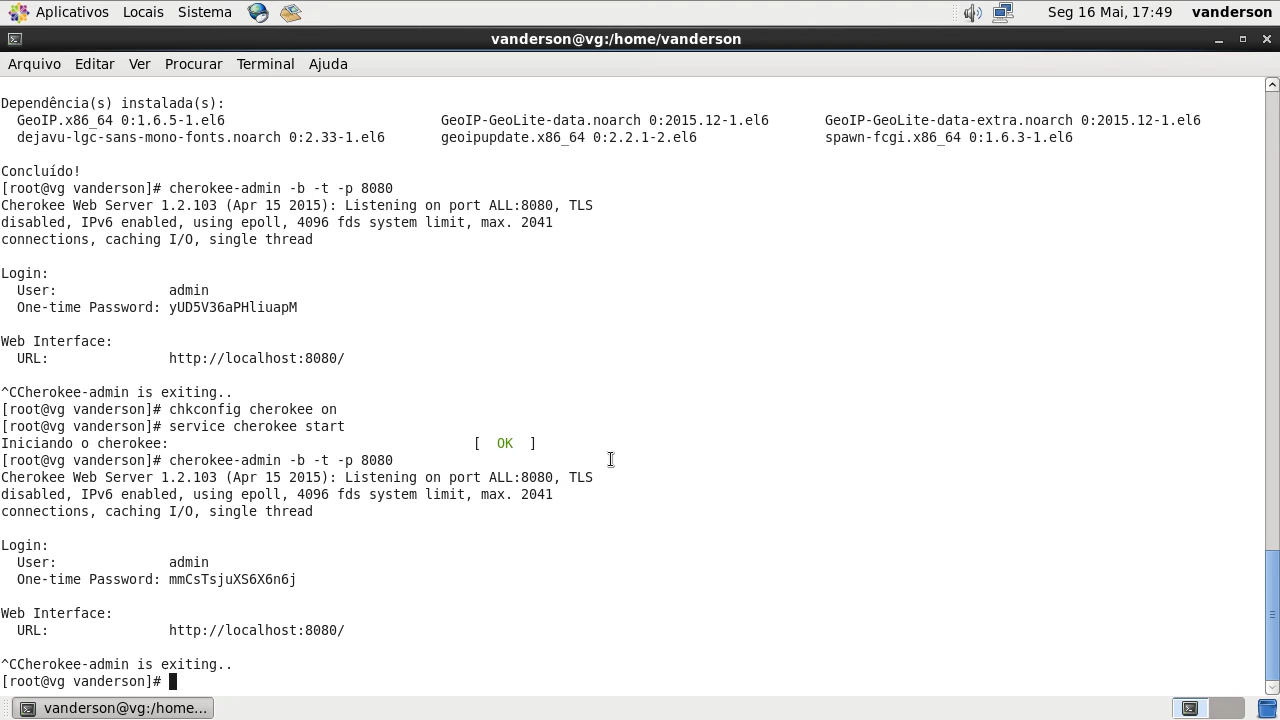 Aplicativos Locais Sistema Seg 16 Mai, 17:49 vanderson
vanderson@vg:/home/vanderson
Arquivo Editar Ver Procurar Terminal Ajuda
Dependência(s) instalada(s):
GeoIP.x86_64 0:1.6.5-1.el6 GeoIP-GeoLite-data.noarch 0:2015.12-1.el6 GeoIP-GeoLite-data-extra.noarch 0:2015.12-1.el6
dejavu-lgc-sans-mono-fonts.noarch 0:2.33-1.el6 geoipupdate.x86_64 0:2.2.1-2.el6 spawn-fcgi.x86_64 0:1.6.3-1.el6
Concluído!
[root@vg vanderson]# cherokee-admin -b -t -p 8080
Cherokee Web Server 1.2.103 (Apr 15 2015): Listening on port ALL:8080, TLS
disabled, IPv6 enabled, using epoll, 4096 fds system limit, max. 2041
connections, caching I/O, single thread
Login:
User: admin
One-time Password: yUD5V36aPHliuapM
Web Interface:
URL: http://localhost:8080/
^CCherokee-admin is exiting..
[root@vg vanderson]# chkconfig cherokee on
[root@vg vanderson]# service cherokee start
Iniciando o cherokee: [ OK ]
[root@vg vanderson]# cherokee-admin -b -t -p 8080
Cherokee Web Server 1.2.103 (Apr 15 2015): Listening on port ALL:8080, TLS
disabled, IPv6 enabled, using epoll, 4096 fds system limit, max. 2041
connections, caching I/O, single thread
Login:
User: admin
One-time Password: mmCsTsjuXS6X6n6j
Web Interface:
URL: http://localhost:8080/
^CCherokee-admin is exiting..
[root@vg vanderson]#
vanderson@vg:/home...